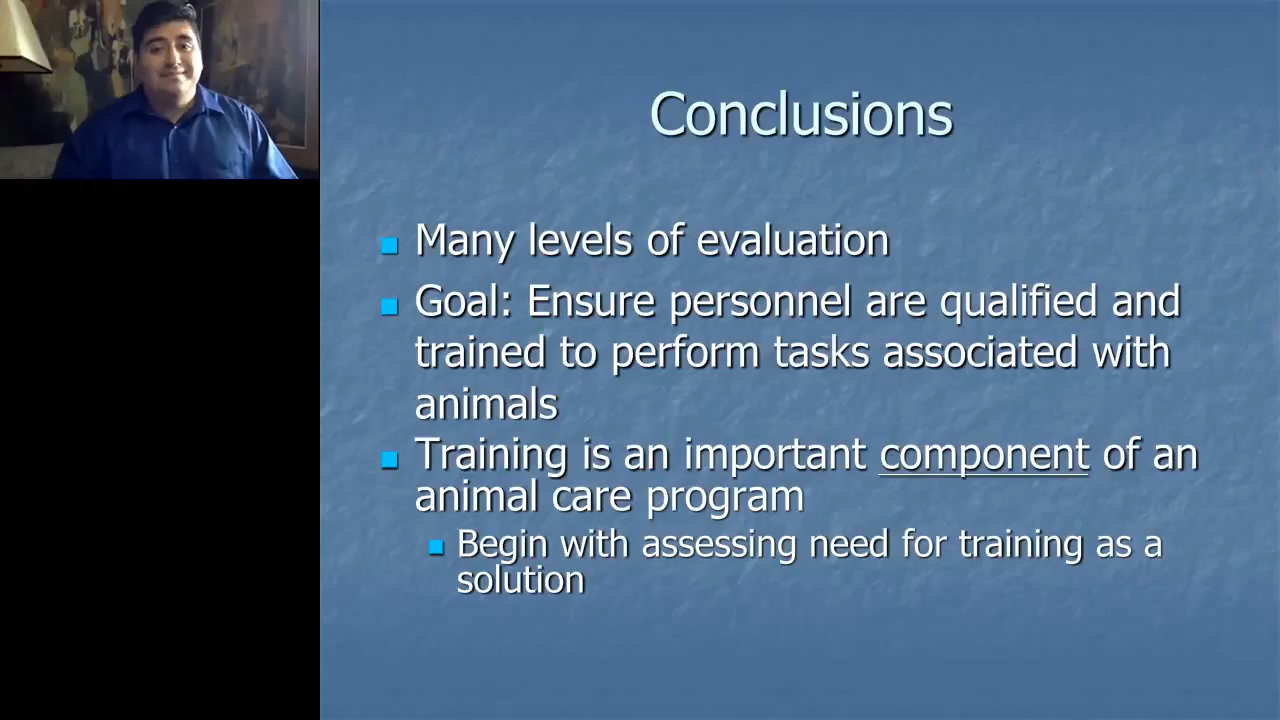 Conclusions
Many levels of evaluation
Goal: Ensure personnel are qualified and
trained to perform tasks associated with
animals
Training is an important component of an
animal care program
Begin with assessing need for training as a
solution